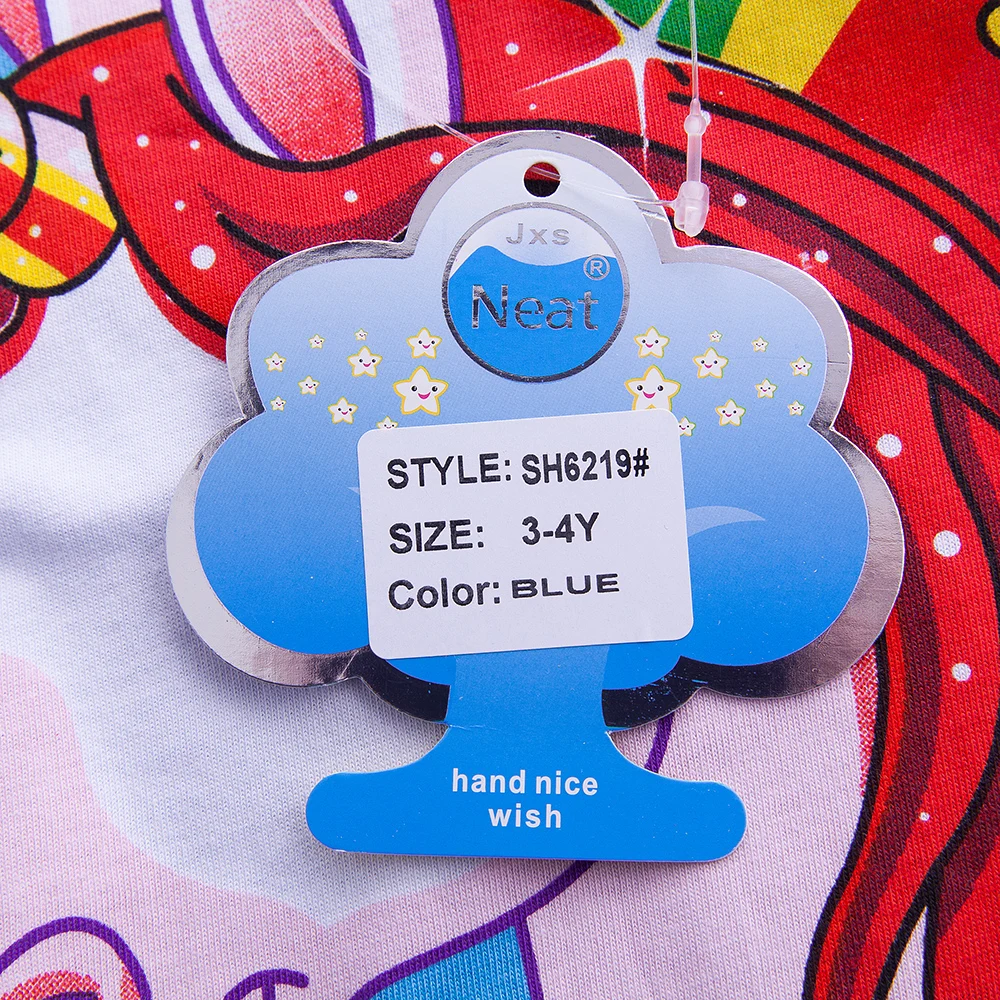 Jxs
Neat®
STYLE: SH6219#
SIZE: 3-4Y
Color: BLUE
hand nice
wish